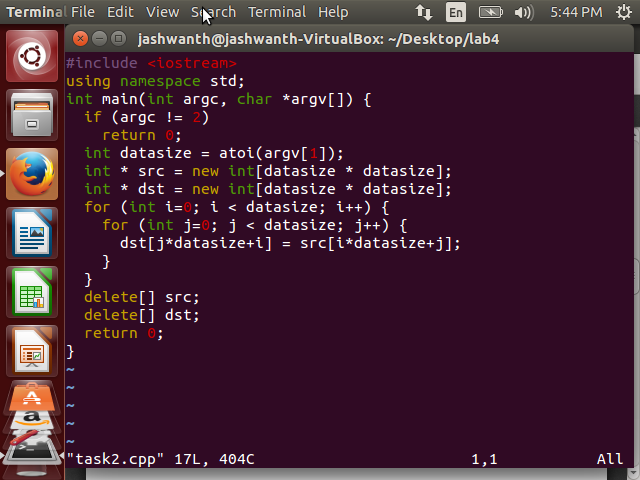 Terminal File Edit View Search Terminal Help En 5:44 PM
jashwanth@jashwanth-VirtualBox: ~/Desktop/lab4
#include <iostream>
using namespace std;
int main(int argc, char *argv[]) {
  if (argc != 2)
    return 0;
  int datasize = atoi(argv[1]);
  int * src = new int[datasize * datasize];
  int * dst = new int[datasize * datasize];
  for (int i=0; i < datasize; i++) {
    for (int j=0; j < datasize; j++) {
      dst[j*datasize+i] = src[i*datasize+j];
    }
  }
  delete[] src;
  delete[] dst;
  return 0;
}
~
~
~
~
~
"task2.cpp" 17L, 404C 1,1 All